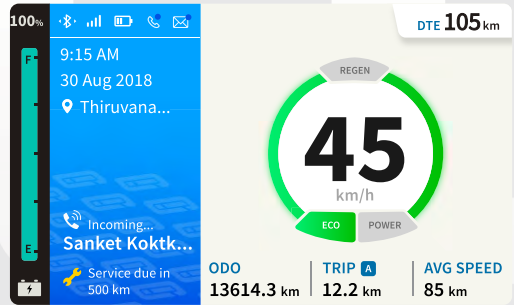 100%
F
E
9:15 AM
30 Aug 2018
Thiruvana...
Incoming...
Sanket Koktk...
Service due in
500 km
DTE 105 km
REGEN
45
km/h
ECO POWER
ODO TRIP A AVG SPEED
13614.3 km 12.2 km 85 km